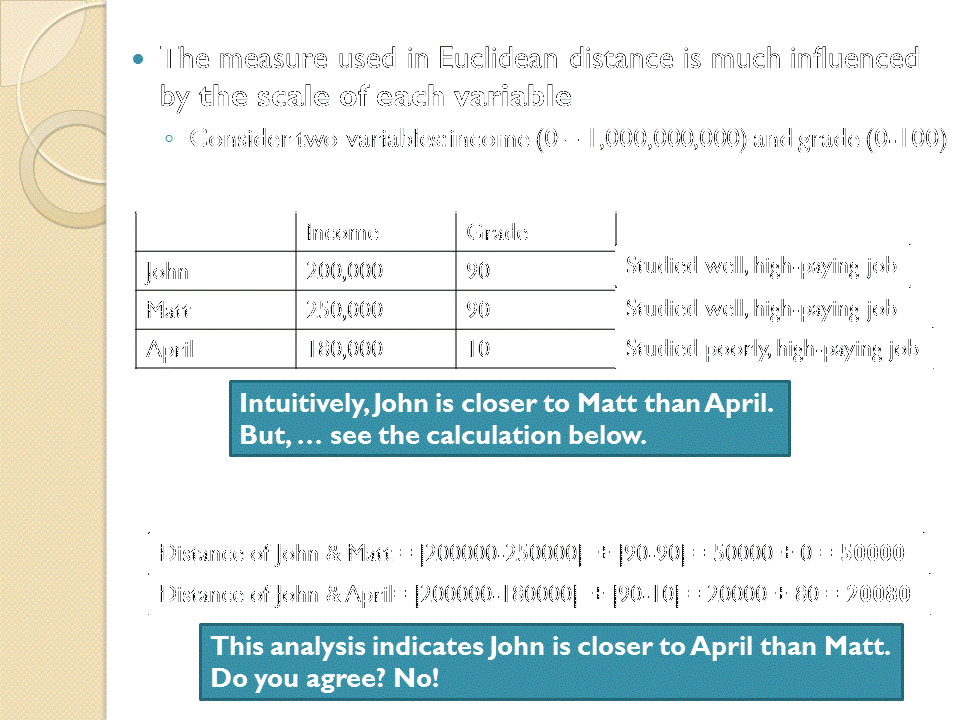 The measure used in Euclidean distance is much influenced
by the scale of each variable
Consider two variables: income (0 – 1,000,000,000) and grade (0-100)
Income Grade
John 200,000 90 Studied well, high-paying job
Matt 250,000 90 Studied well, high-paying job
April 180,000 10 Studied poorly, high-paying job
Intuitively, John is closer to Matt than April.
But, … see the calculation below.
Distance of John & Matt = |200000-250000| + |90-90| = 50000 + 0 = 50000
Distance of John & April= |200000-180000| + |90-10| = 20000 + 80 = 20080
This analysis indicates John is closer to April than Matt.
Do you agree? No!